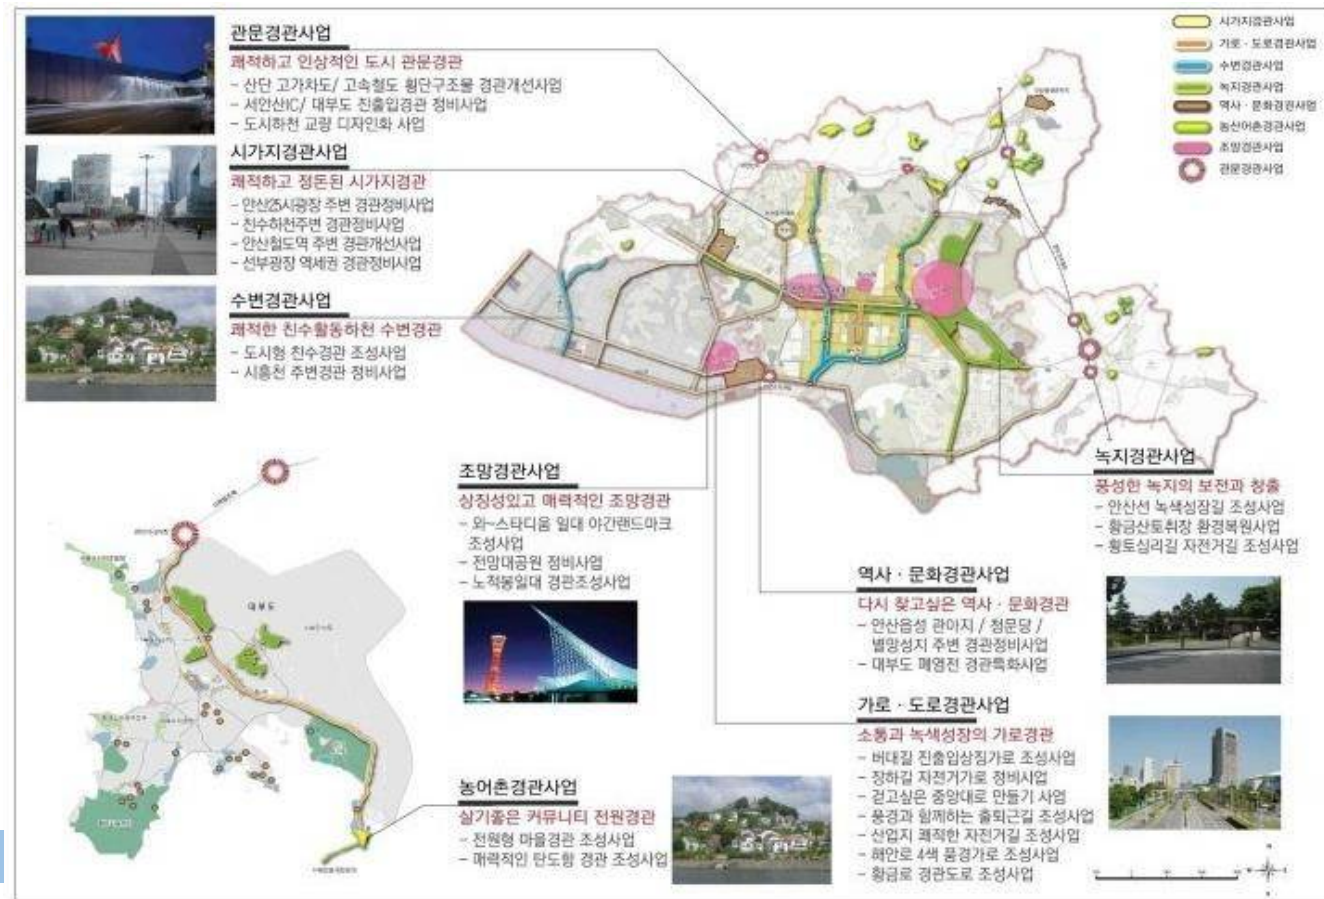 관문경관사업
쾌적하고 인상적인 도시 관문경관
- 산단 고가차도/ 고속철도 횡단구조물 경관개선사업
- 서안산IC/ 대부도 진출입경관 정비사업
- 도시하천 교량 디자인화 사업
시가지경관사업
쾌적하고 정돈된 시가지경관
- 안산25시광장 주변 경관정비사업
- 친수하천주변 경관정비사업
- 안산철도역 주변 경관개선사업
- 선부광장 역세권 경관정비사업
수변경관사업
쾌적한 친수활동하천 수변경관
- 도시형 친수경관 조성사업
- 시흥천 주변경관 정비사업
시가지경관사업
가로 · 도로경관사업
수변경관사업
녹지경관사업
역사 · 문화경관사업
농산어촌경관사업
조망경관사업
관문경관사업
조망경관사업
상징성있고 매력적인 조망경관
- 와~스타디움 일대 야간랜드마크
조성사업
- 전망대공원 정비사업
- 노적봉일대 경관조성사업
녹지경관사업
풍성한 녹지의 보전과 창출
- 안산선 녹색성장길 조성사업
- 황금산토취장 환경복원사업
- 황토십리길 자전거길 조성사업
역사 · 문화경관사업
다시 찾고싶은 역사 · 문화경관
- 안산읍성 관아지 / 청문당 /
별망성지 주변 경관정비사업
- 대부도 폐염전 경관특화사업
가로 · 도로경관사업
소통과 녹색성장의 가로경관
- 버대길 진출입상징가로 조성사업
- 장하길 자전거가로 정비사업
- 걷고싶은 중앙대로 만들기 사업
- 풍경과 함께하는 출퇴근길 조성사업
- 산업지 쾌적한 자전거길 조성사업
- 해안로 4색 풍경가로 조성사업
- 황금로 경관도로 조성사업
대부도
농어촌경관사업
살기좋은 커뮤니티 전원경관
- 전원형 마을경관 조성사업
- 매력적인 탄도항 경관 조성사업